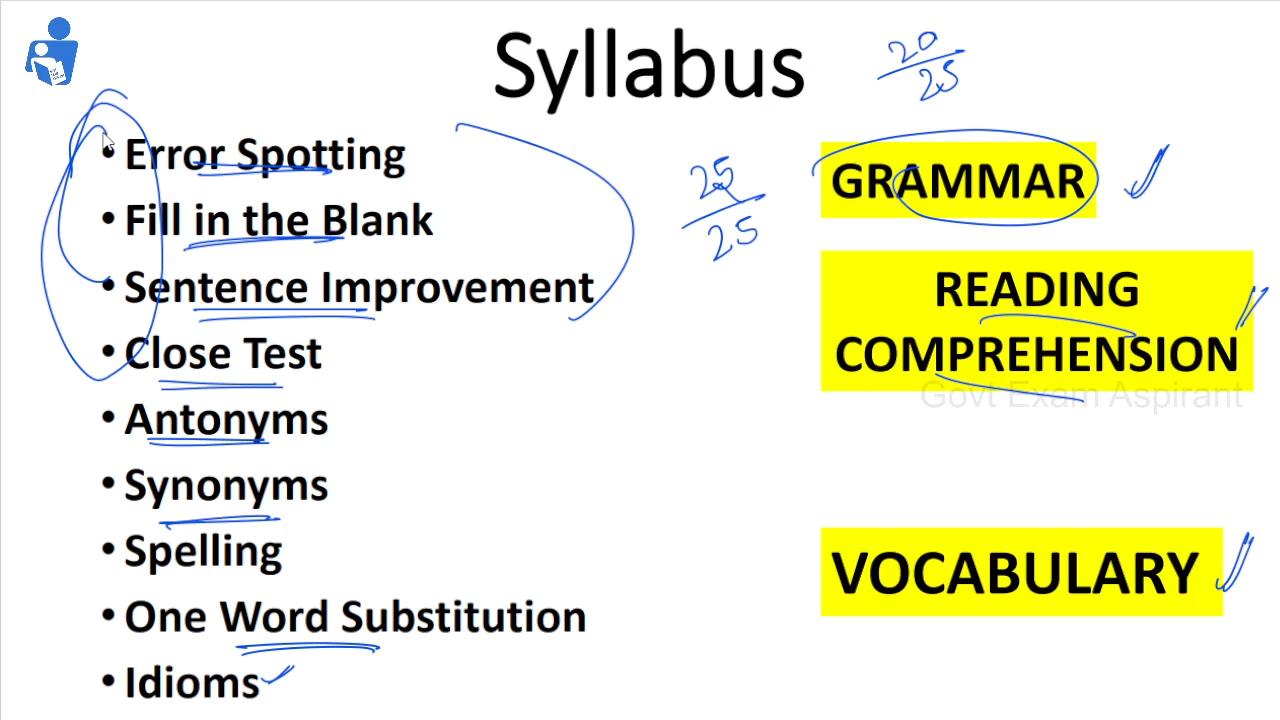 Syllabus
20
25
• Error Spotting
• Fill in the Blank
• Sentence Improvement
• Close Test
• Antonyms
• Synonyms
• Spelling
• One Word Substitution
• Idioms
25
25
GRAMMAR
READING
COMPREHENSION
Govt Exam Aspirant
VOCABULARY